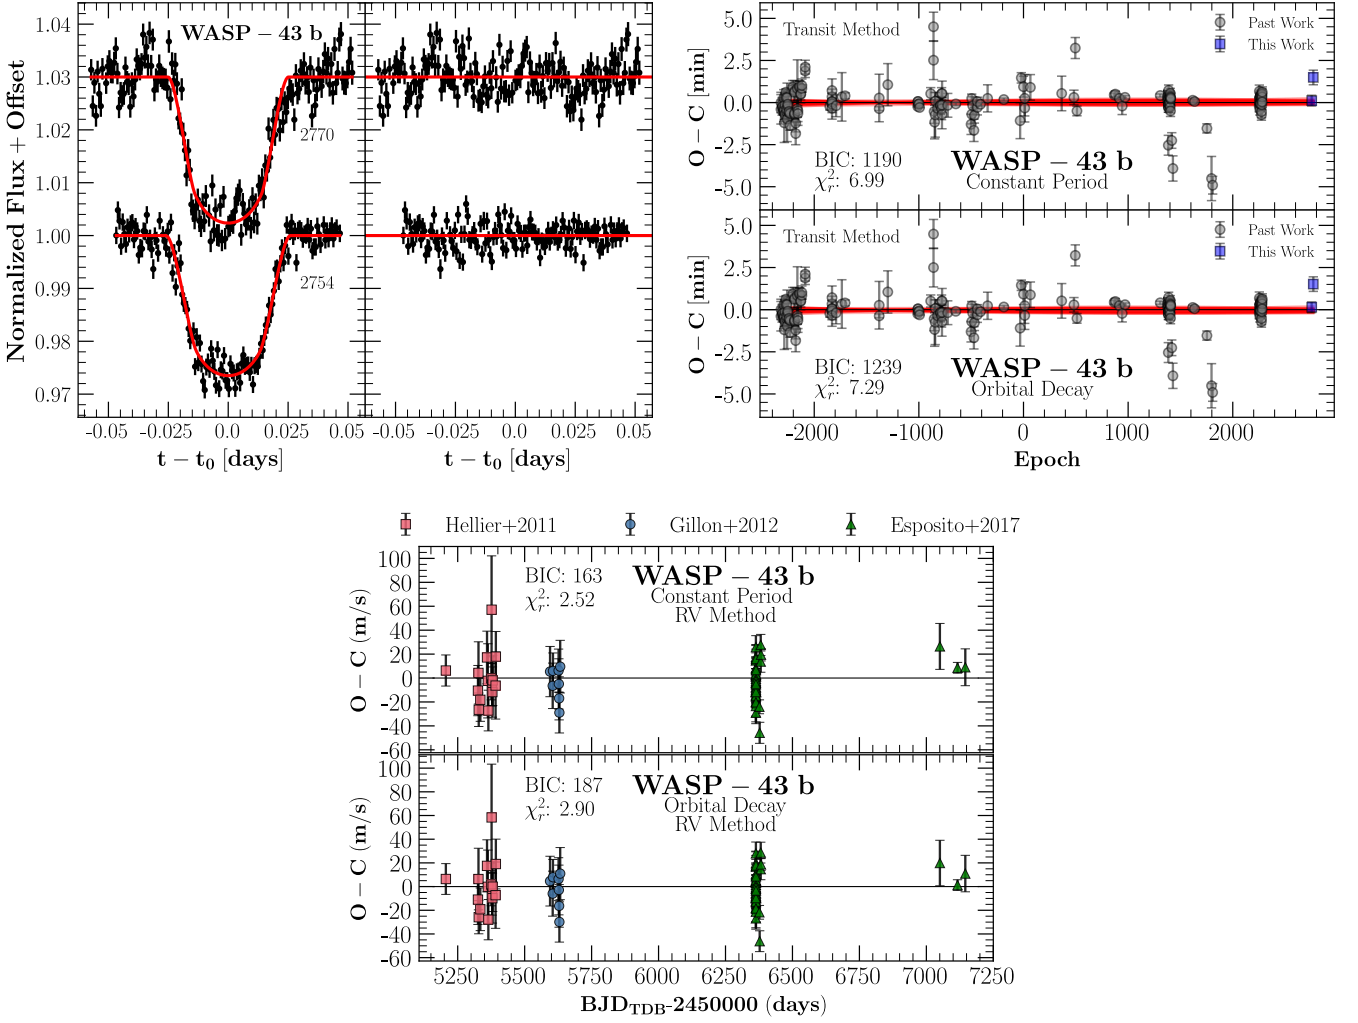 WASP – 43 b
1.04
1.03
1.02
1.01
1.00
0.99
0.98
0.97
Normalized Flux + Offset
2770
2754
-0.05 -0.025 0.0 0.025 0.05
-0.05 -0.025 0.0 0.025 0.05
t − t₀ [days]
t − t₀ [days]
5.0
2.5
0.0
-2.5
-5.0
O − C [min]
Transit Method
Past Work
This Work
BIC: 1190
χ²ᵣ: 6.99
WASP – 43 b
Constant Period
5.0
2.5
0.0
-2.5
-5.0
O − C [min]
Transit Method
Past Work
This Work
BIC: 1239
χ²ᵣ: 7.29
WASP – 43 b
Orbital Decay
-2000 -1000 0 1000 2000
Epoch
Hellier+2011 Gillon+2012 Esposito+2017
100
80
60
40
20
0
-20
-40
-60
O − C (m/s)
BIC: 163
χ²ᵣ: 2.52
WASP – 43 b
Constant Period
RV Method
100
80
60
40
20
0
-20
-40
-60
O − C (m/s)
BIC: 187
χ²ᵣ: 2.90
WASP – 43 b
Orbital Decay
RV Method
5250 5500 5750 6000 6250 6500 6750 7000 7250
BJD_TDB-2450000 (days)